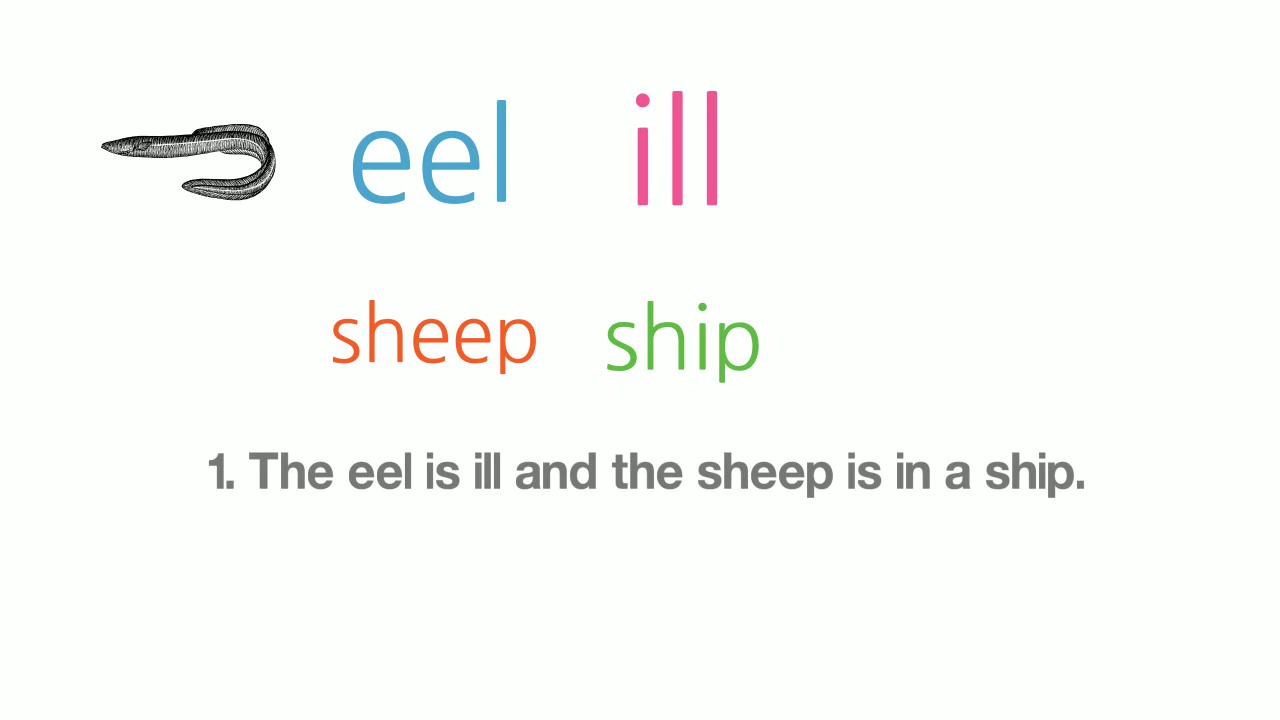 eel ill
sheep ship
1. The eel is ill and the sheep is in a ship.